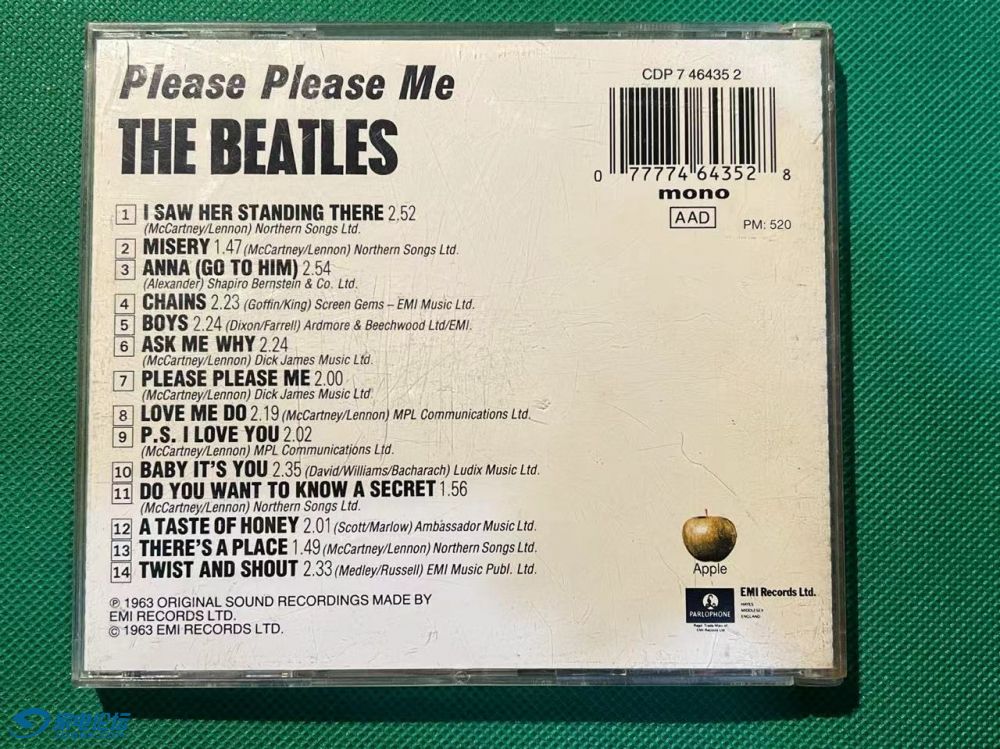 Please Please Me
THE BEATLES
CDP 7 46435 2
0 77774 64352 8
mono
AAD
PM: 520
1 I SAW HER STANDING THERE 2.52
(McCartney/Lennon) Northern Songs Ltd.
2 MISERY 1.47 (McCartney/Lennon) Northern Songs Ltd.
3 ANNA (GO TO HIM) 2.54
(Alexander) Shapiro Bernstein & Co. Ltd.
4 CHAINS 2.23 (Goffin/King) Screen Gems – EMI Music Ltd.
5 BOYS 2.24 (Dixon/Farrell) Ardmore & Beechwood Ltd/EMI.
6 ASK ME WHY 2.24
(McCartney/Lennon) Dick James Music Ltd.
7 PLEASE PLEASE ME 2.00
(McCartney/Lennon) Dick James Music Ltd.
8 LOVE ME DO 2.19 (McCartney/Lennon) MPL Communications Ltd.
9 P.S. I LOVE YOU 2.02
(McCartney/Lennon) MPL Communications Ltd.
10 BABY IT'S YOU 2.35 (David/Williams/Bacharach) Ludix Music Ltd.
11 DO YOU WANT TO KNOW A SECRET 1.56
(McCartney/Lennon) Northern Songs Ltd.
12 A TASTE OF HONEY 2.01 (Scott/Marlow) Ambassador Music Ltd.
13 THERE'S A PLACE 1.49 (McCartney/Lennon) Northern Songs Ltd.
14 TWIST AND SHOUT 2.33 (Medley/Russell) EMI Music Publ. Ltd.
℗ 1963 ORIGINAL SOUND RECORDINGS MADE BY
EMI RECORDS LTD.
© 1963 EMI RECORDS LTD.
Apple
PARLOPHONE
EMI Records Ltd.
HAYES
MIDDLESEX
ENGLAND